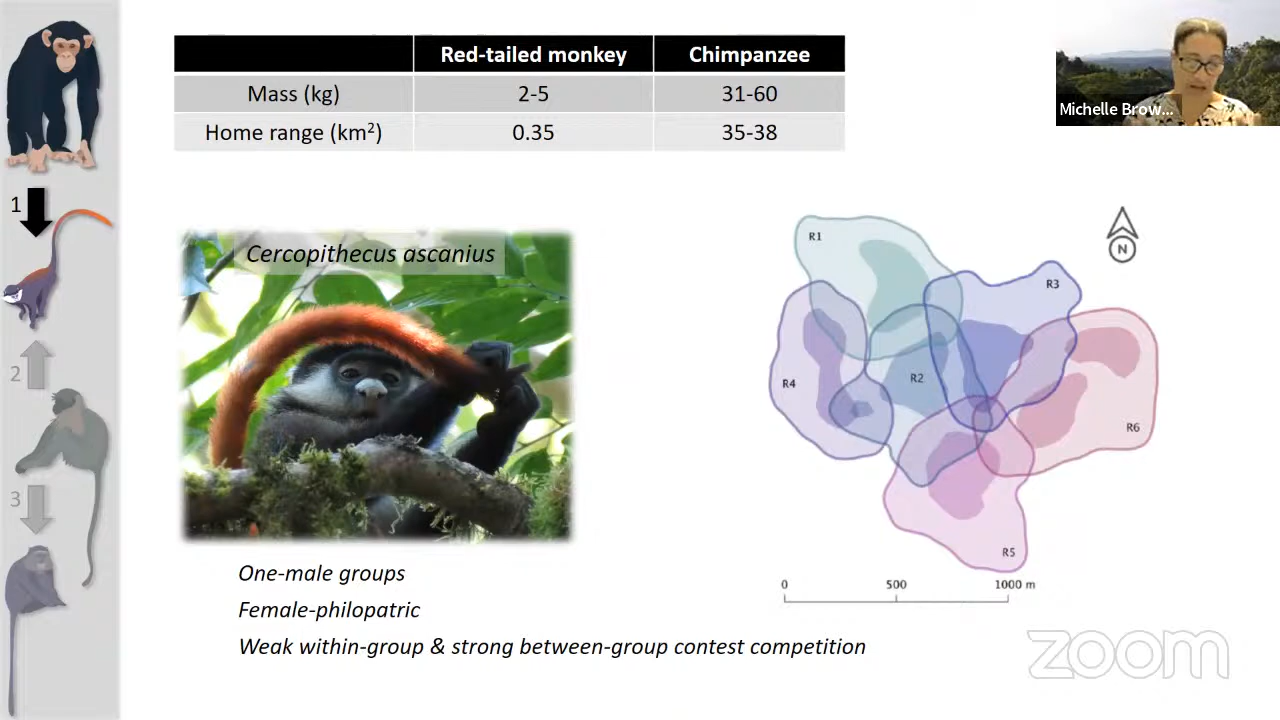 Red-tailed monkey Chimpanzee
Mass (kg) 2-5 31-60
Home range (km²) 0.35 35-38
Michelle Brow...
1
2
3
Cercopithecus ascanius
R1
R3
N
R4
R2
R6
R5
0 500 1000 m
One-male groups
Female-philopatric
Weak within-group & strong between-group contest competition
zoom